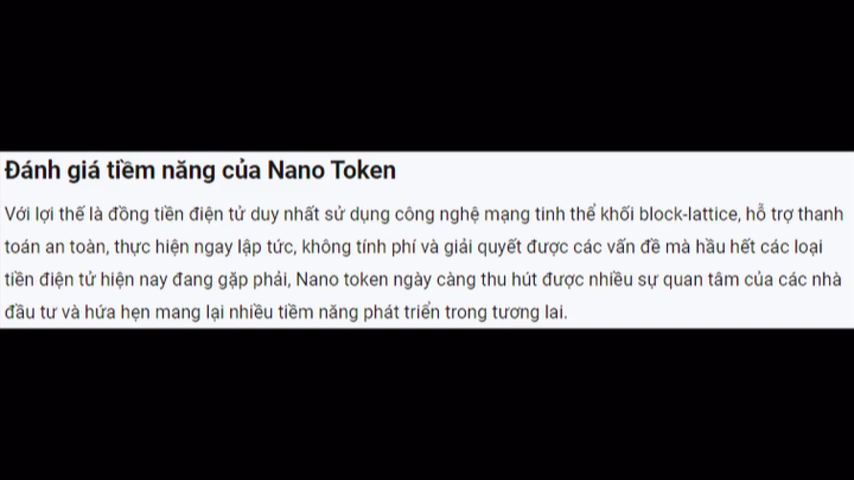 Đánh giá tiềm năng của Nano Token
Với lợi thế là đồng tiền điện tử duy nhất sử dụng công nghệ mạng tinh thể khối block-lattice, hỗ trợ thanh
toán an toàn, thực hiện ngay lập tức, không tính phí và giải quyết được các vấn đề mà hầu hết các loại
tiền điện tử hiện nay đang gặp phải, Nano token ngày càng thu hút được nhiều sự quan tâm của các nhà
đầu tư và hứa hẹn mang lại nhiều tiềm năng phát triển trong tương lai.